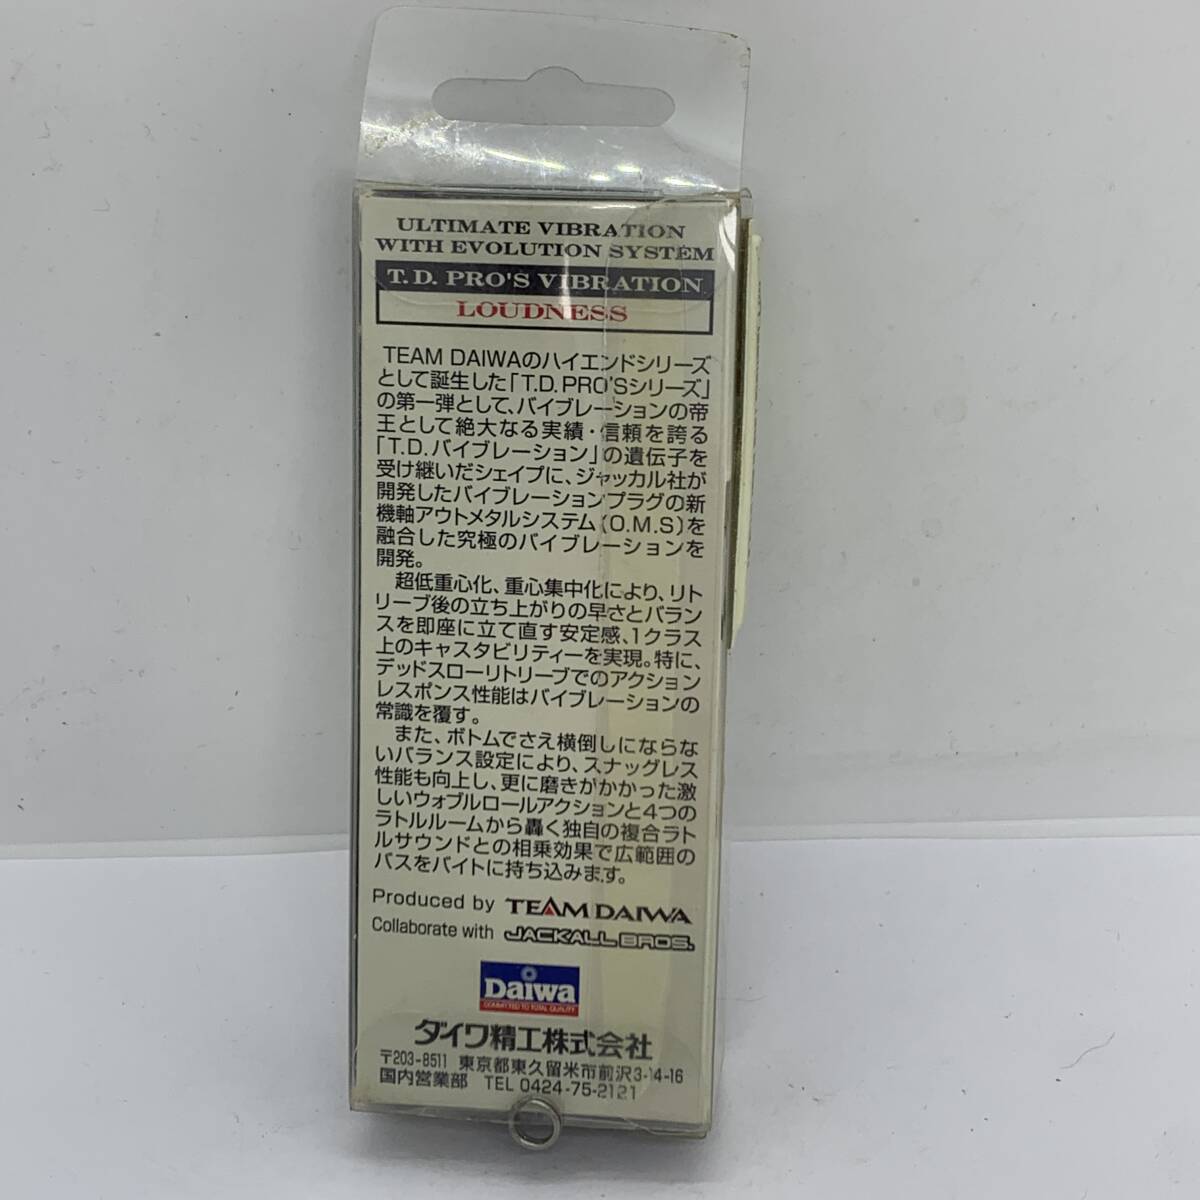 ULTIMATE VIBRATION
WITH EVOLUTION SYSTEM
T.D. PRO'S VIBRATION
LOUDNESS
TEAM DAIWAのハイエンドシリーズ
として誕生した「T.D.PRO'Sシリーズ」
の第一弾として、バイブレーションの帝
王として絶大なる実績・信頼を誇る
「T.D.バイブレーション」の遺伝子を
受け継いだシェイプに、ジャッカル社が
開発したバイブレーションプラグの新
機軸アウトメタルシステム(O.M.S)を
融合した究極のバイブレーションを
開発。
超低重心化、重心集中化により、リト
リーブ後の立ち上がりの早さとバラン
スを即座に立て直す安定感、1クラス
上のキャスタビリティーを実現。特に、
デッドスローリトリーブでのアクション
レスポンス性能はバイブレーションの
常識を覆す。
また、ボトムでさえ横倒しにならな
いバランス設定により、スナッグレス
性能も向上し、更に磨きがかかった激
しいウォブルロールアクションと4つの
ラトルルームから轟く独自の複合ラト
ルサウンドとの相乗効果で広範囲の
バスをバイトに持ち込みます。
Produced by TEAM DAIWA
Collaborate with JACKALL BROS.
Daiwa
COMMITTED TO TOTAL QUALITY
ダイワ精工株式会社
〒203-8511 東京都東久留米市前沢3-14-16
国内営業部 TEL 0424-75-2121